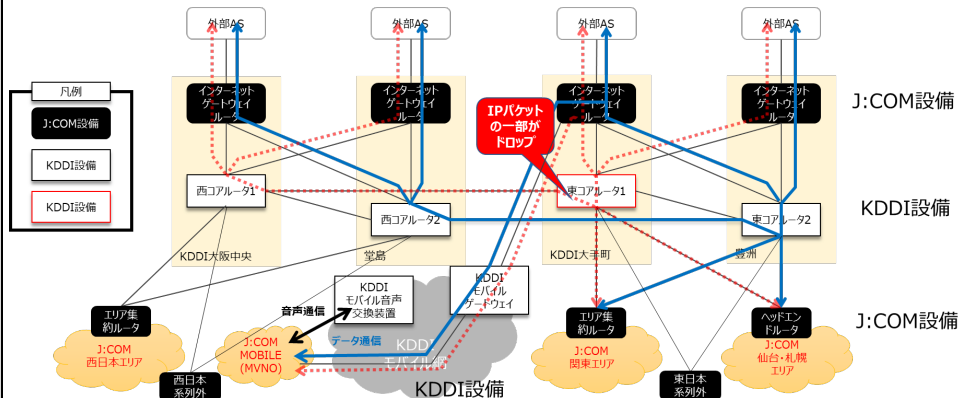 外部AS
外部AS
外部AS
外部AS
凡例
J:COM設備
KDDI設備
KDDI設備
インターネット
ゲートウェイ
ルータ
インターネット
ゲートウェイ
ルータ
インターネット
ゲートウェイ
ルータ
インターネット
ゲートウェイ
ルータ
J:COM設備
IPパケット
の一部が
ドロップ
西コアルータ1
西コアルータ2
東コアルータ1
東コアルータ2
KDDI設備
KDDI大阪中央
堂島
KDDI大手町
豊洲
KDDI
モバイル音声
交換装置
KDDI
モバイル
ゲートウェイ
音声通信
データ通信
エリア集
約ルータ
J:COM
西日本エリア
西日本
系列外
J:COM
MOBILE
(MVNO)
KDDI
モバイル網
KDDI設備
エリア集
約ルータ
J:COM
関東エリア
東日本
系列外
ヘッドエン
ドルータ
J:COM
仙台・札幌
エリア
J:COM設備